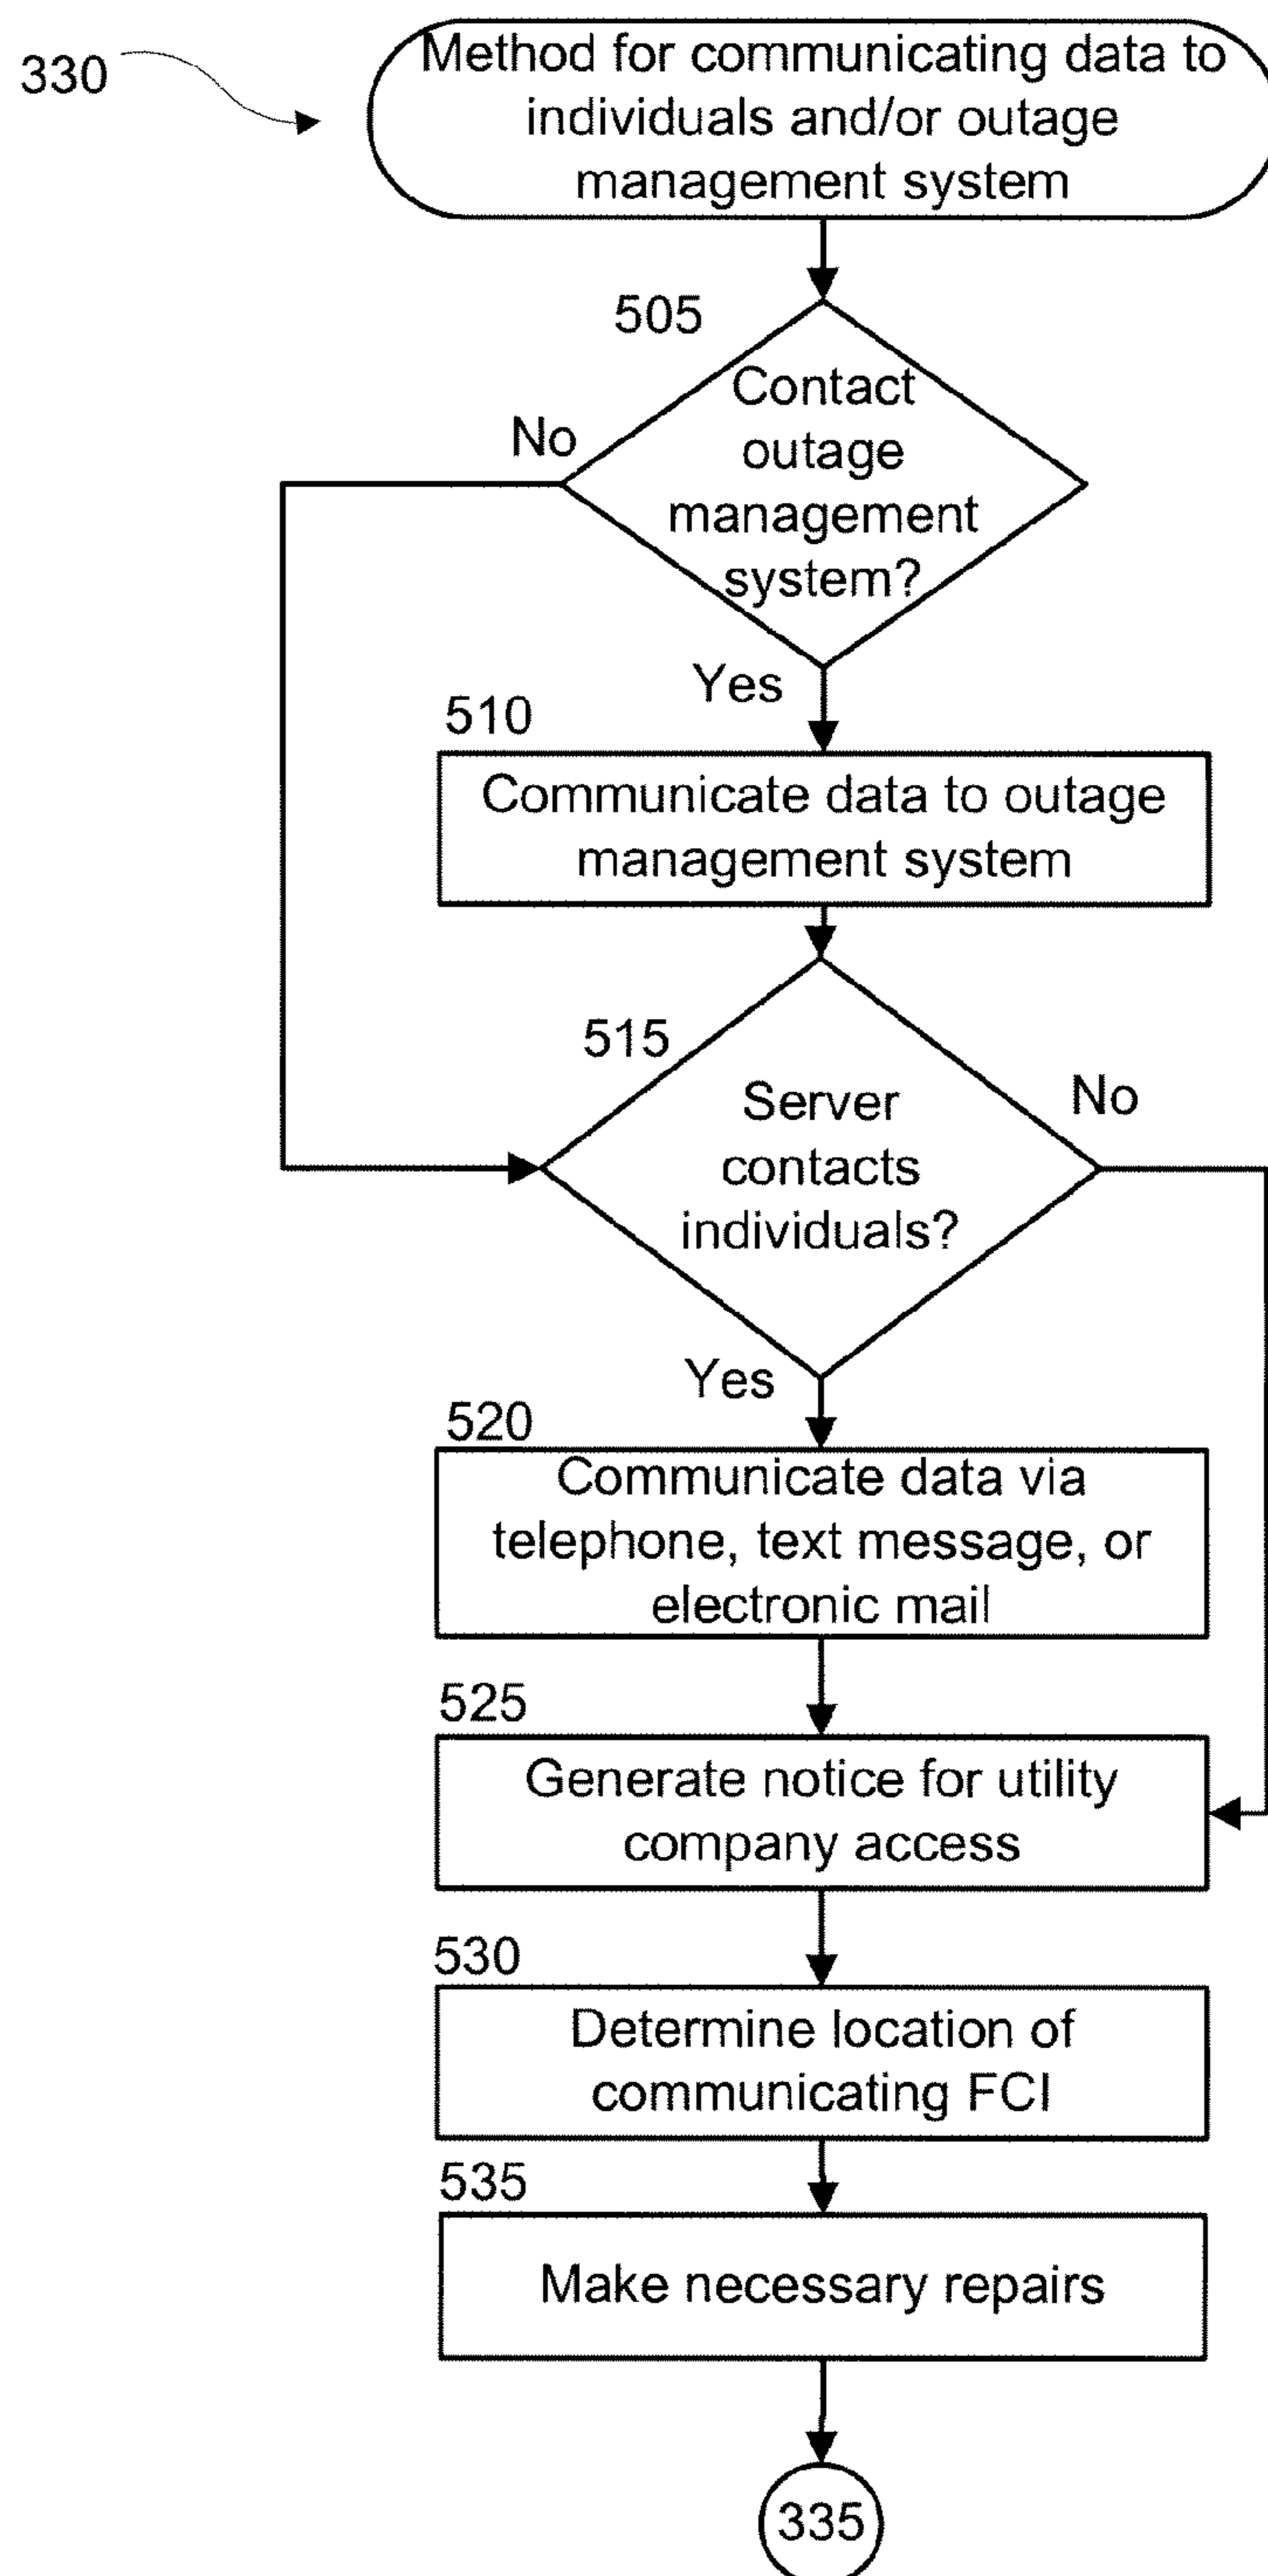 330
Method for communicating data to
individuals and/or outage
management system
505
Contact
outage
management
system?
No
Yes
510
Communicate data to outage
management system
515
Server
contacts
individuals?
No
Yes
520
Communicate data via
telephone, text message, or
electronic mail
525
Generate notice for utility
company access
530
Determine location of
communicating FCI
535
Make necessary repairs
335